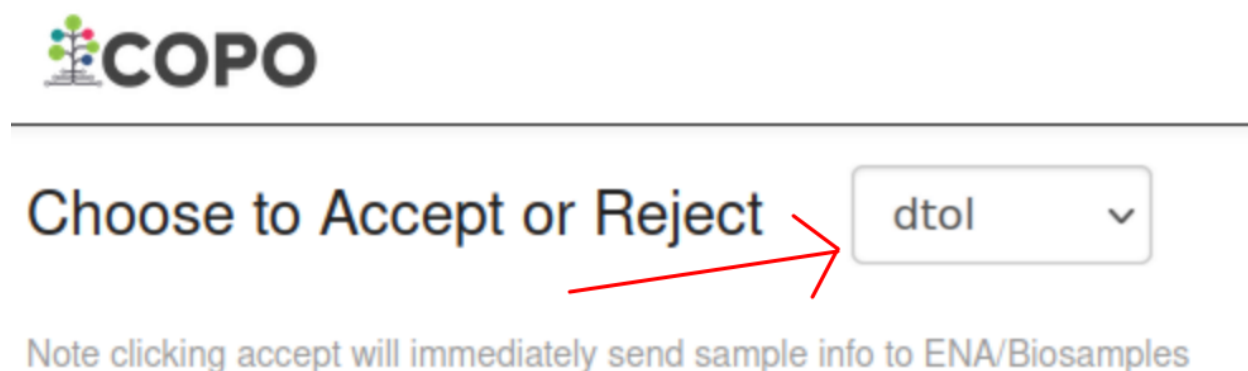 COPO
Choose to Accept or Reject dtol
Note clicking accept will immediately send sample info to ENA/Biosamples